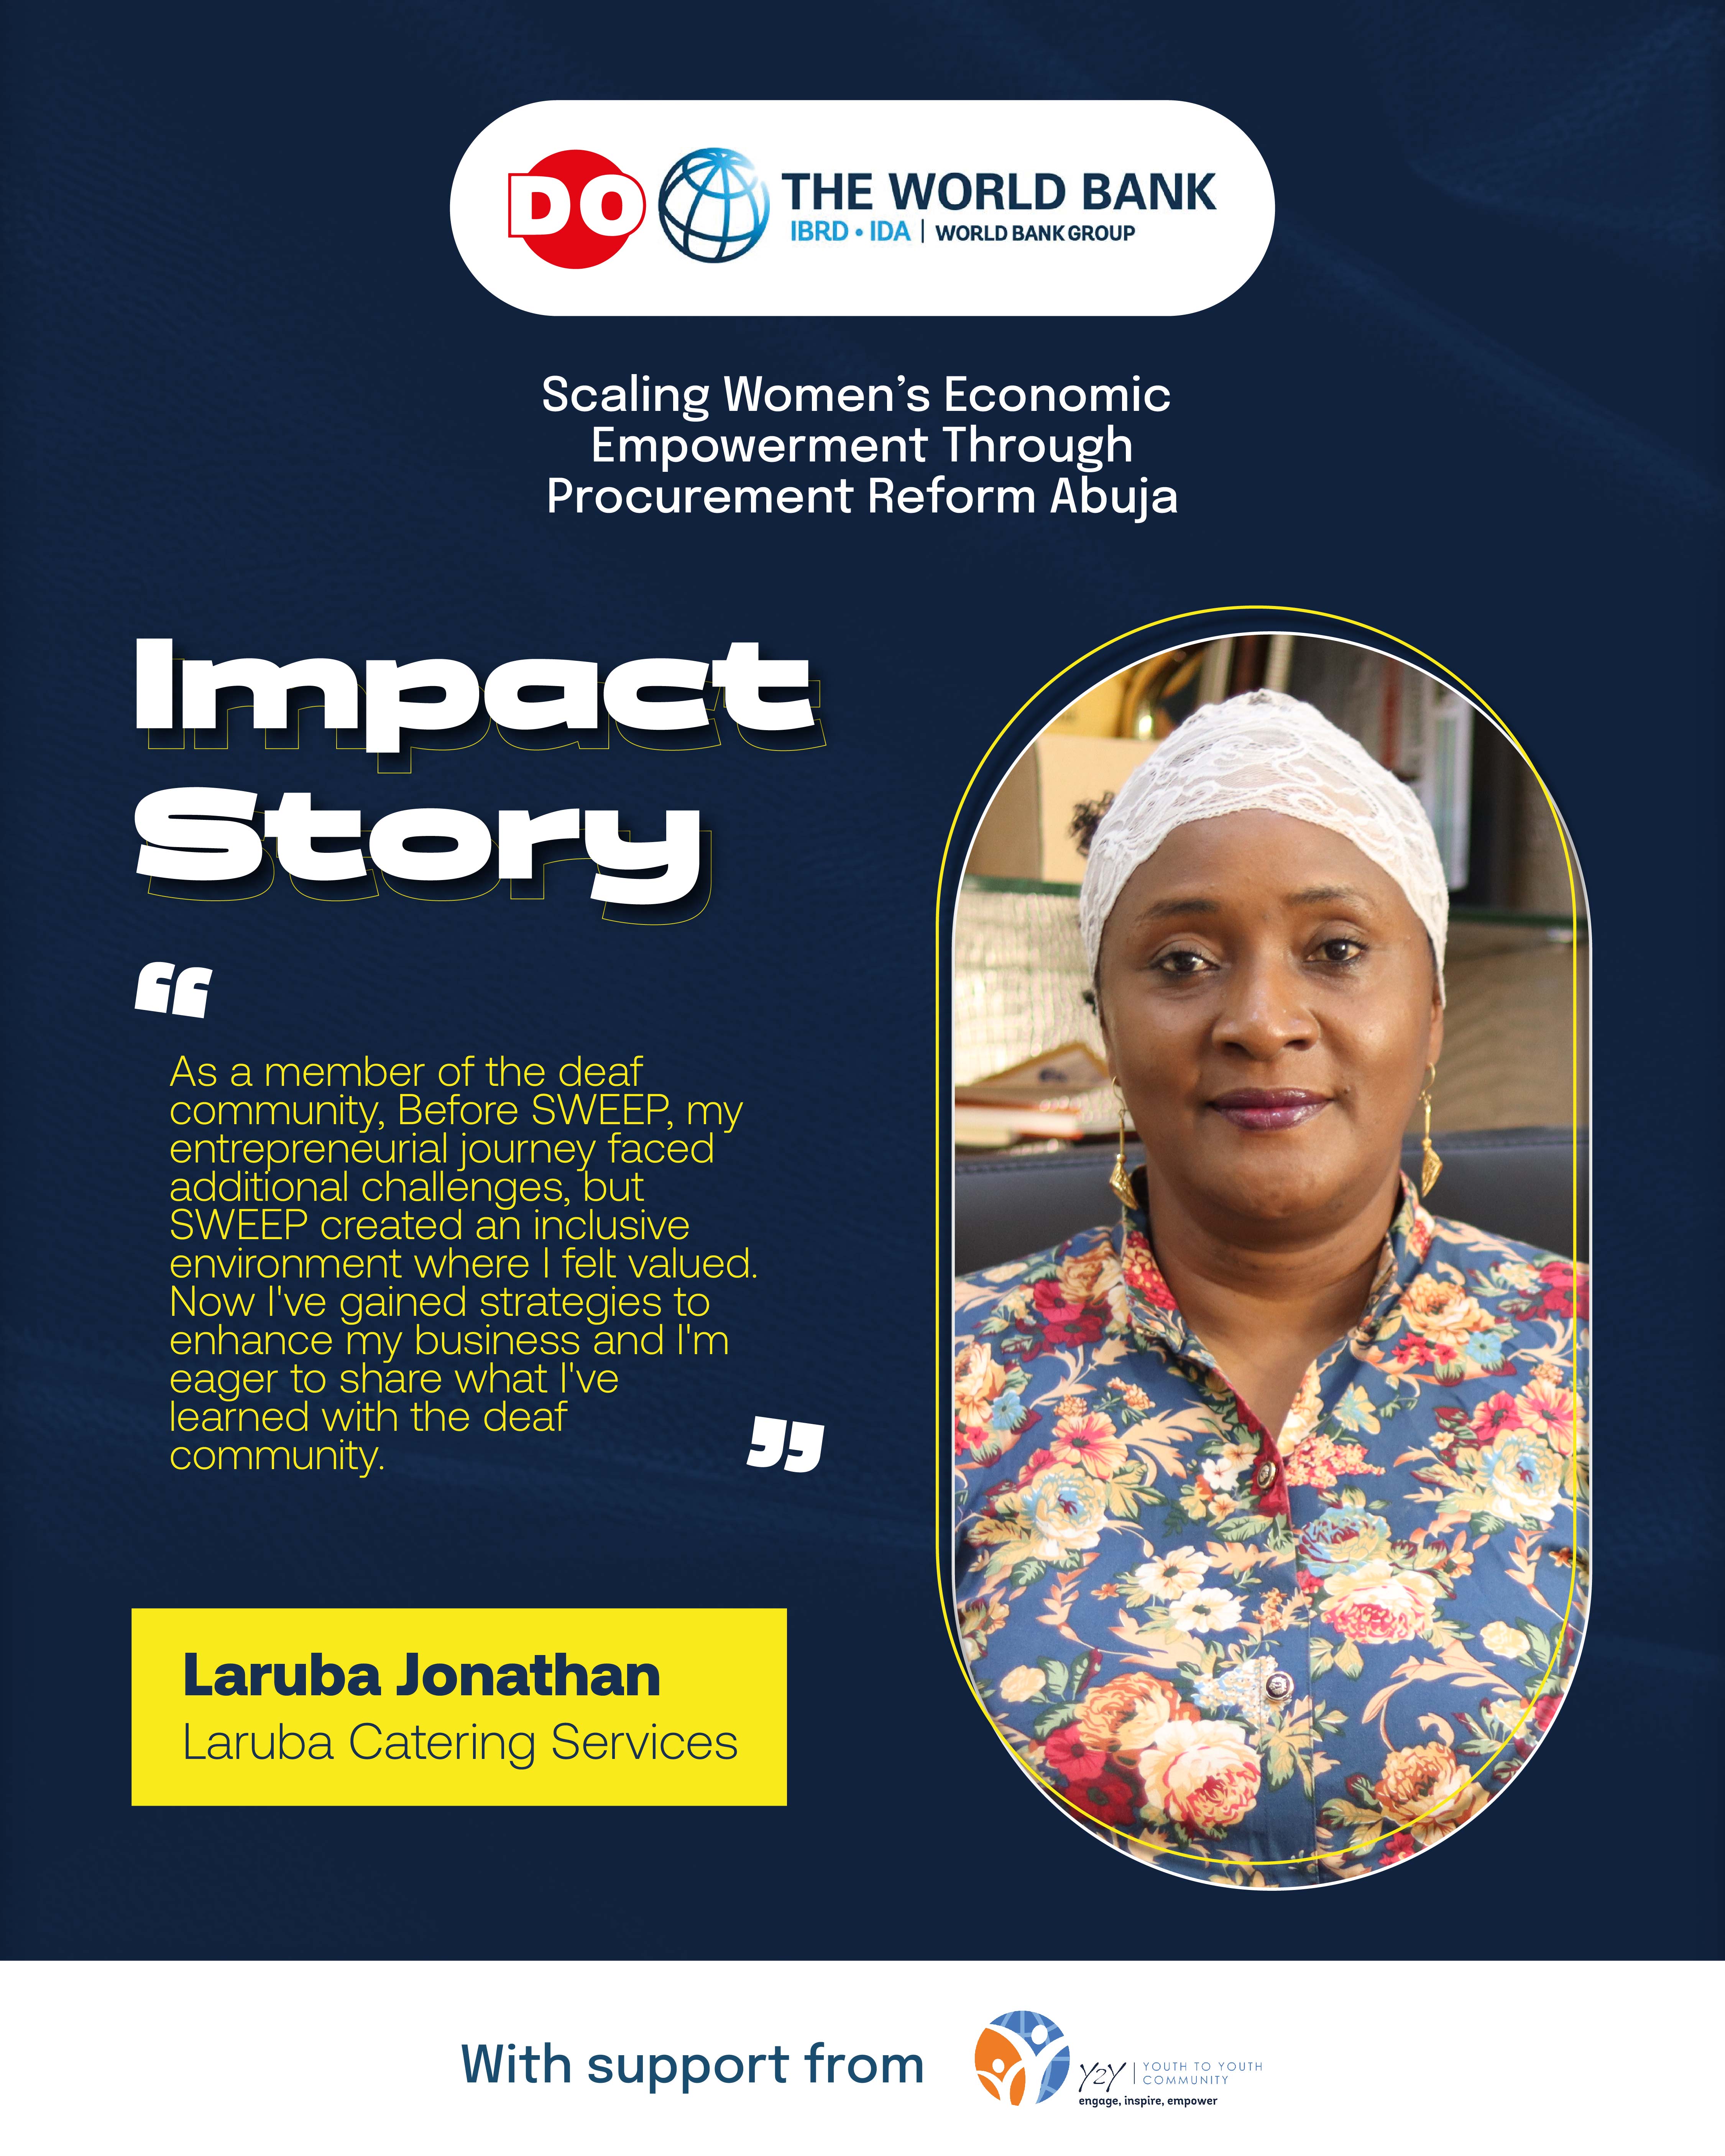 DO
THE WORLD BANK
IBRD • IDA | WORLD BANK GROUP
Scaling Women’s Economic
Empowerment Through
Procurement Reform Abuja
Impact
Story
“
As a member of the deaf
community, Before SWEEP, my
entrepreneurial journey faced
additional challenges, but
SWEEP created an inclusive
environment where I felt valued.
Now I've gained strategies to
enhance my business and I'm
eager to share what I've
learned with the deaf
community.
”
Laruba Jonathan
Laruba Catering Services
With support from
Y2Y | YOUTH TO YOUTH
COMMUNITY
engage, inspire, empower